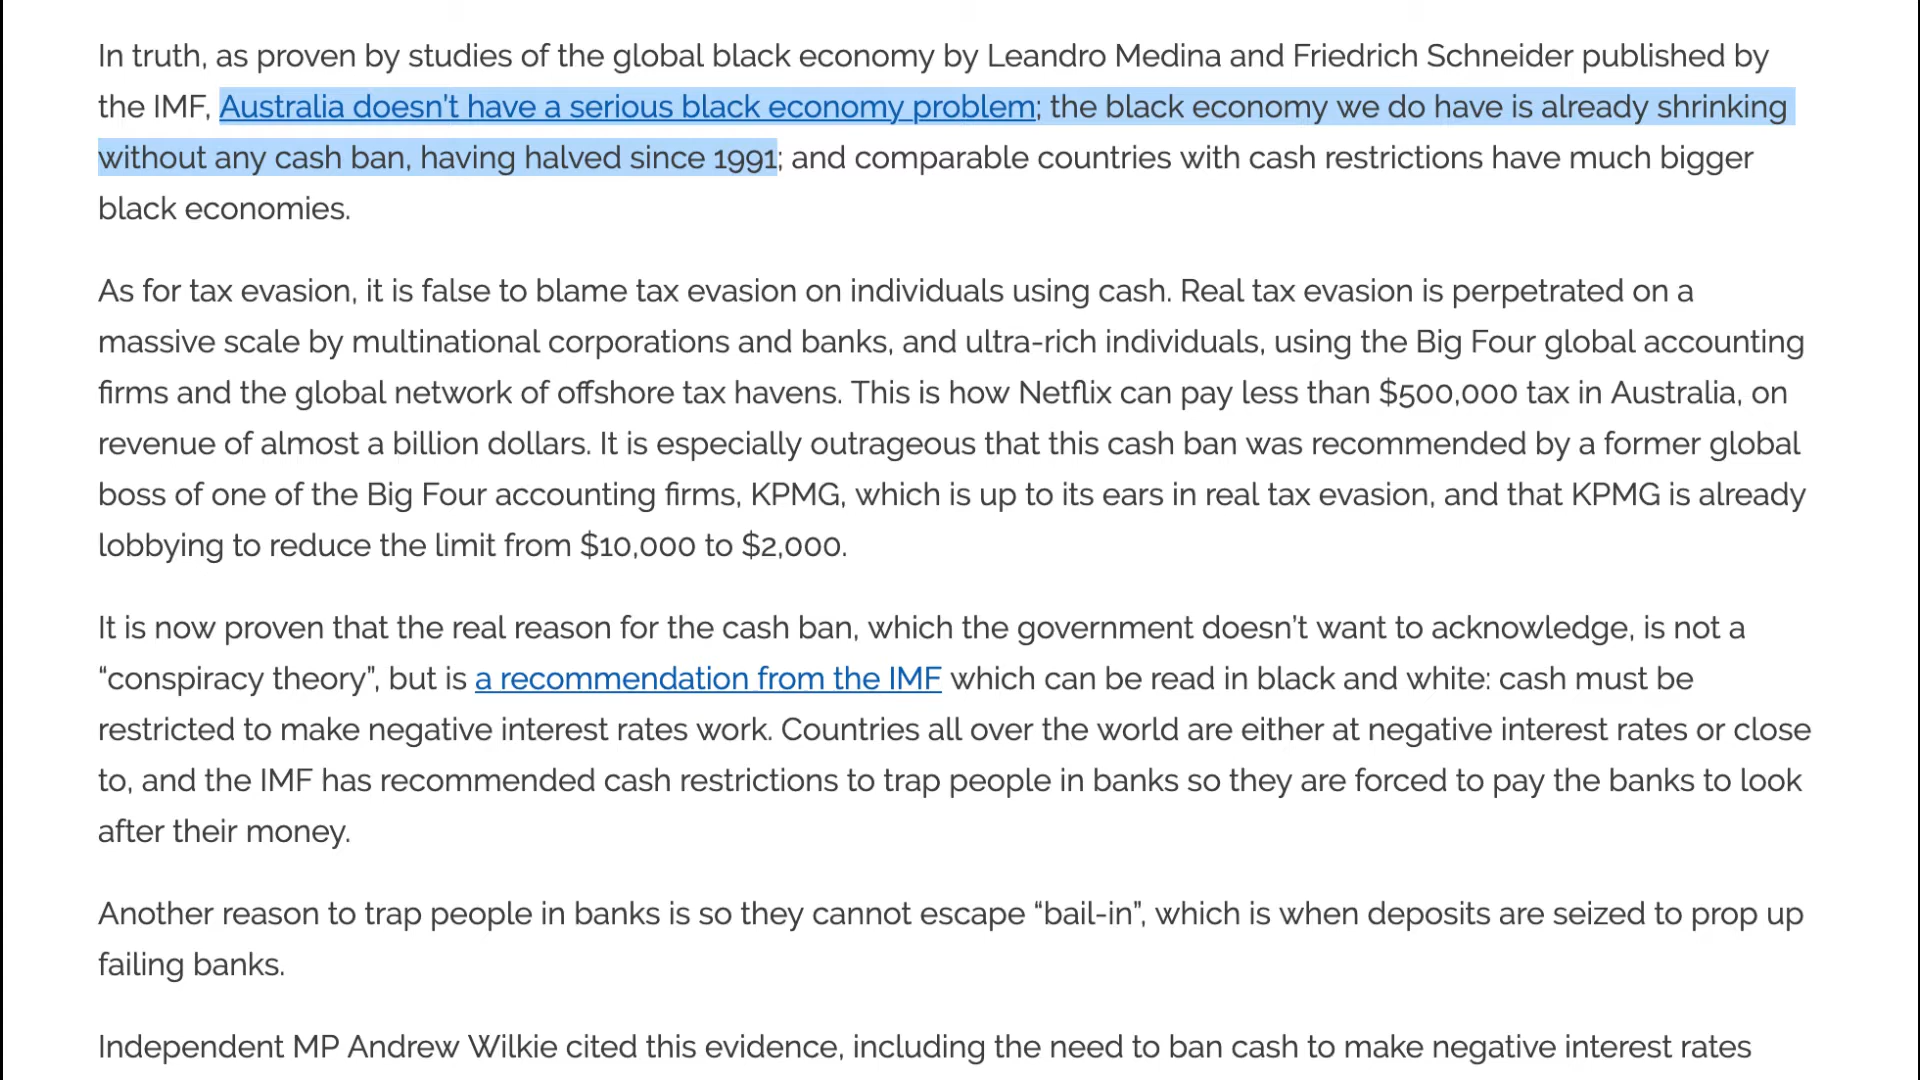 In truth, as proven by studies of the global black economy by Leandro Medina and Friedrich Schneider published by
the IMF, Australia doesn't have a serious black economy problem; the black economy we do have is already shrinking
without any cash ban, having halved since 1991; and comparable countries with cash restrictions have much bigger
black economies.
As for tax evasion, it is false to blame tax evasion on individuals using cash. Real tax evasion is perpetrated on a
massive scale by multinational corporations and banks, and ultra-rich individuals, using the Big Four global accounting
firms and the global network of offshore tax havens. This is how Netflix can pay less than $500,000 tax in Australia, on
revenue of almost a billion dollars. It is especially outrageous that this cash ban was recommended by a former global
boss of one of the Big Four accounting firms, KPMG, which is up to its ears in real tax evasion, and that KPMG is already
lobbying to reduce the limit from $10,000 to $2,000.
It is now proven that the real reason for the cash ban, which the government doesn't want to acknowledge, is not a
“conspiracy theory”, but is a recommendation from the IMF which can be read in black and white: cash must be
restricted to make negative interest rates work. Countries all over the world are either at negative interest rates or close
to, and the IMF has recommended cash restrictions to trap people in banks so they are forced to pay the banks to look
after their money.
Another reason to trap people in banks is so they cannot escape “bail-in”, which is when deposits are seized to prop up
failing banks.
Independent MP Andrew Wilkie cited this evidence, including the need to ban cash to make negative interest rates